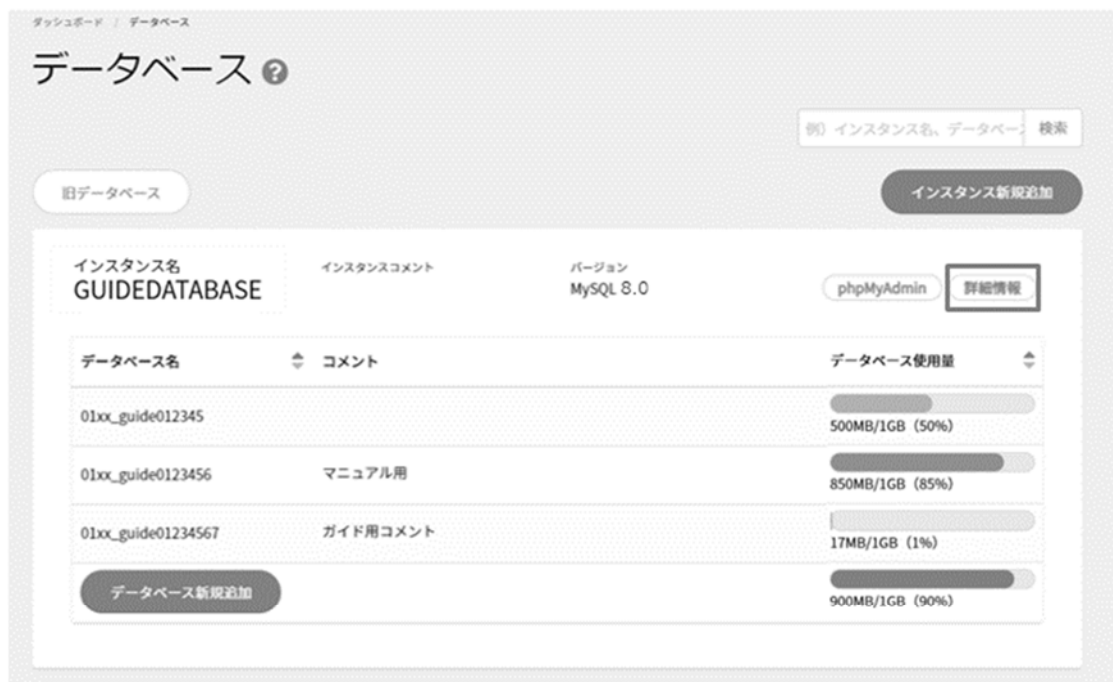 ダッシュボード / データベース
データベース ?
例）インスタンス名、データベース 検索
旧データベース インスタンス新規追加
インスタンス名 インスタンスコメント バージョン
GUIDEDATABASE MySQL 8.0 phpMyAdmin 詳細情報
データベース名 コメント データベース使用量
01xx_guide012345
500MB/1GB（50%）
01xx_guide0123456 マニュアル用
850MB/1GB（85%）
01xx_guide01234567 ガイド用コメント
17MB/1GB（1%）
データベース新規追加
900MB/1GB（90%）